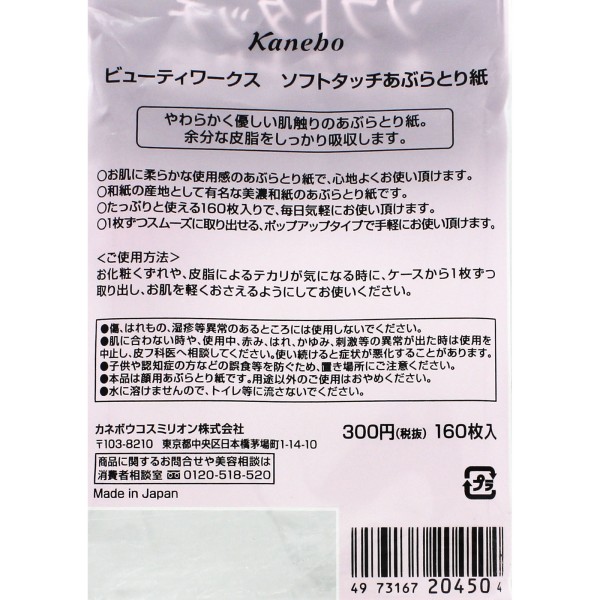 ソフトタッチ
Kanebo
ビューティワークス ソフトタッチあぶらとり紙
やわらかく優しい肌触りのあぶらとり紙。
余分な皮脂をしっかり吸収します。
○お肌に柔らかな使用感のあぶらとり紙で、心地よくお使い頂けます。
○和紙の産地として有名な美濃和紙のあぶらとり紙です。
○たっぷりと使える160枚入りで、毎日気軽にお使い頂けます。
○1枚ずつスムーズに取り出せる、ポップアップタイプで手軽にお使い頂けます。
<ご使用方法>
お化粧くずれや、皮脂によるテカリが気になる時に、ケースから1枚ずつ
取り出し、お肌を軽くおさえるようにしてお使いください。
●傷、はれもの、湿疹等異常のあるところには使用しないでください。
●肌に合わない時や、使用中、赤み、はれ、かゆみ、刺激等の異常が出た時は使用を
中止し、皮フ科医へ相談してください。使い続けると症状が悪化することがあります。
●子供や認知症の方などの誤食等を防ぐため、置き場所にご注意ください。
●本品は顔用あぶらとり紙です。用途以外のご使用はおやめください。
●水に溶けませんので、トイレ等に流さないでください。
カネボウコスミリオン株式会社
〒103-8210 東京都中央区日本橋茅場町1-14-10
300円(税抜) 160枚入
商品に関するお問合せや美容相談は
消費者相談室 0120-518-520
Made in Japan
プラ
4 973167 204504